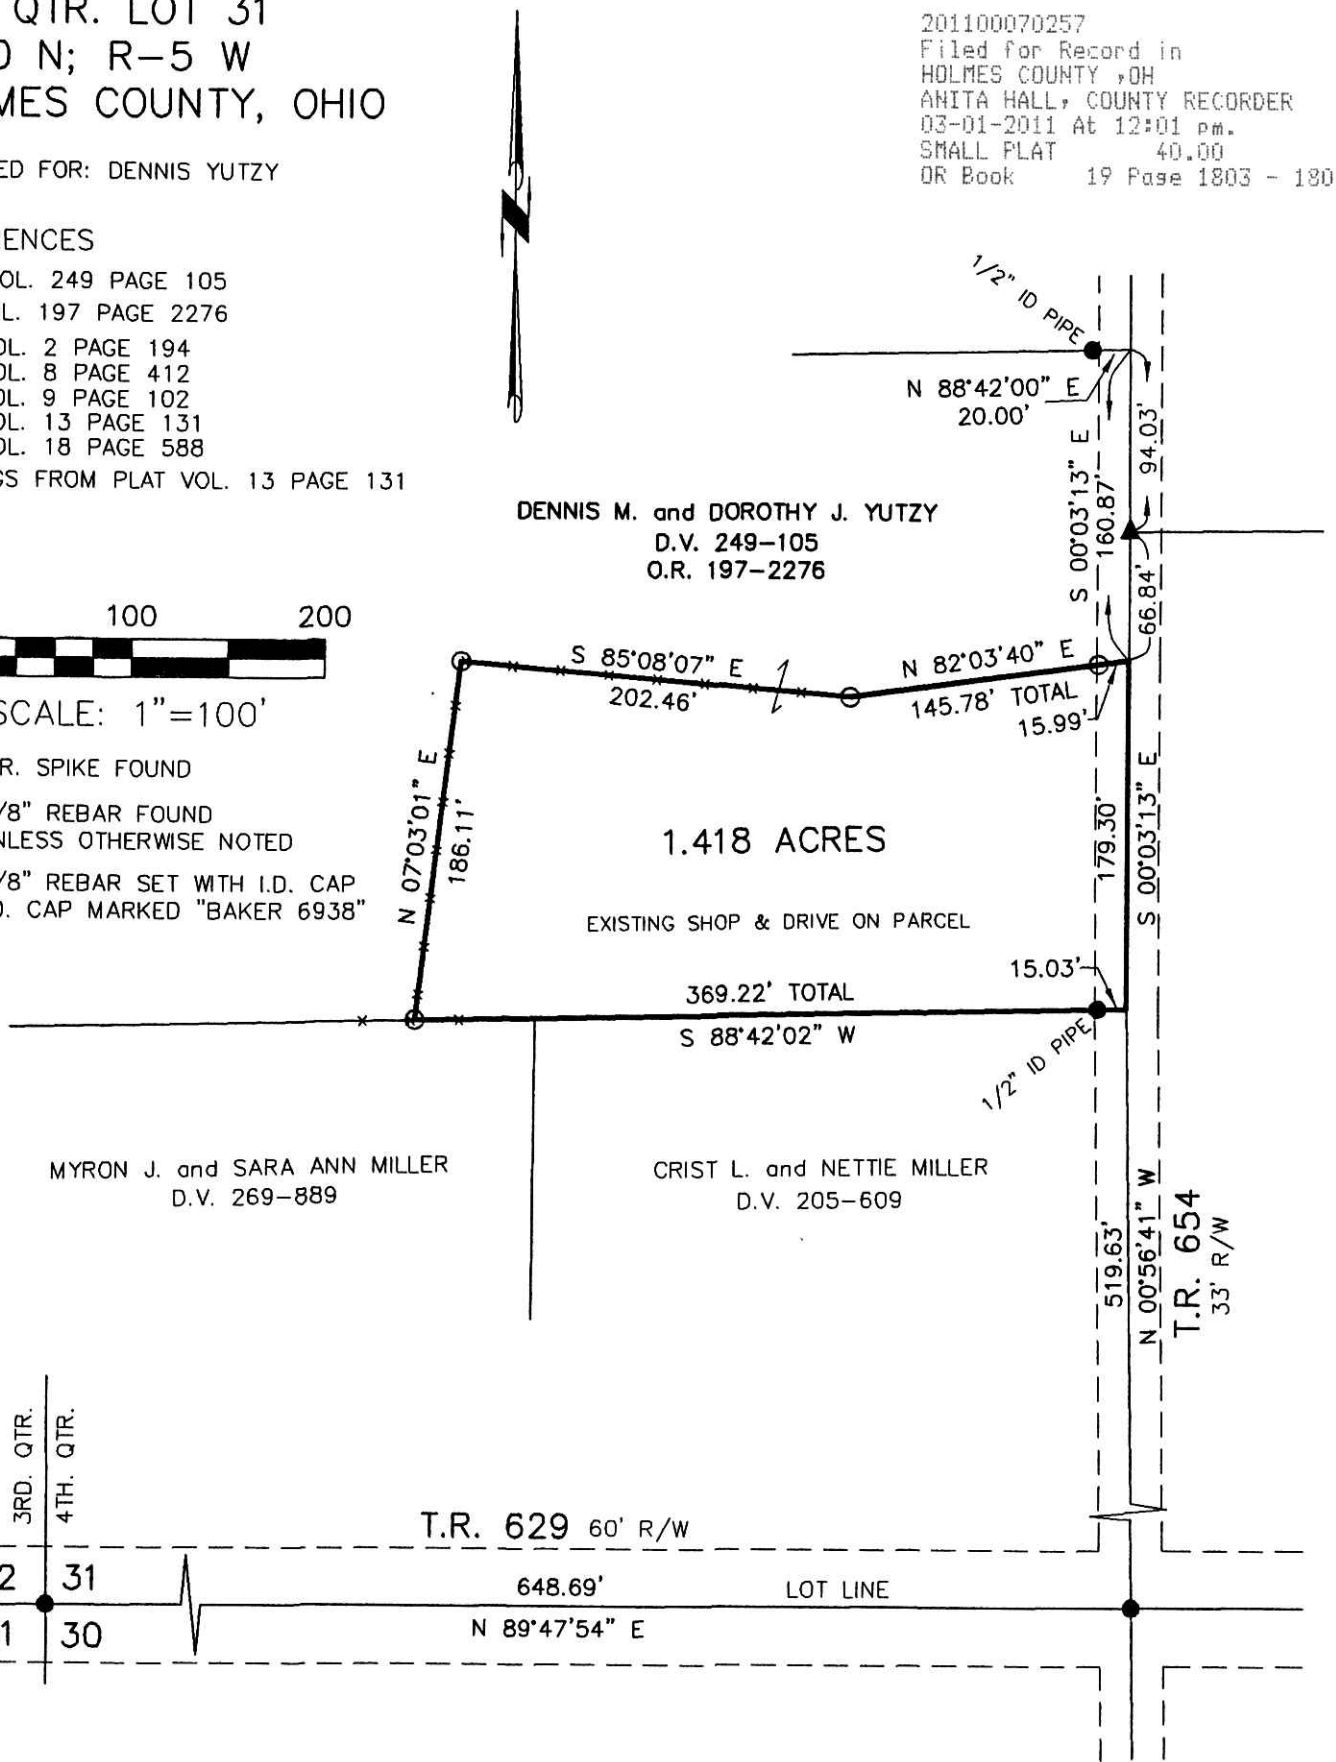 QTR. LOT 31
N; R-5 W
MES COUNTY, OHIO
ED FOR: DENNIS YUTZY
201100070257
Filed for Record in
HOLMES COUNTY ,OH
ANITA HALL, COUNTY RECORDER
03-01-2011 At 12:01 pm.
SMALL PLAT 40.00
OR Book 19 Page 1803 - 180
ENCES
OL. 249 PAGE 105
L. 197 PAGE 2276
OL. 2 PAGE 194
OL. 8 PAGE 412
OL. 9 PAGE 102
OL. 13 PAGE 131
OL. 18 PAGE 588
GS FROM PLAT VOL. 13 PAGE 131
1/2" ID PIPE
N 88°42'00" E
20.00'
94.03'
S 00°03'13" E
160.87'
66.84'
DENNIS M. and DOROTHY J. YUTZY
D.V. 249-105
O.R. 197-2276
100 200
SCALE: 1"=100'
R. SPIKE FOUND
/8" REBAR FOUND
NLESS OTHERWISE NOTED
/8" REBAR SET WITH I.D. CAP
D. CAP MARKED "BAKER 6938"
S 85°08'07" E
202.46'
N 82°03'40" E
145.78' TOTAL
15.99'
N 07°03'01" E
186.11'
1.418 ACRES
EXISTING SHOP & DRIVE ON PARCEL
179.30'
S 00°03'13" E
15.03'
369.22' TOTAL
S 88°42'02" W
1/2" ID PIPE
MYRON J. and SARA ANN MILLER
D.V. 269-889
CRIST L. and NETTIE MILLER
D.V. 205-609
519.63'
N 00°56'41" W
T.R. 654
33' R/W
3RD. QTR.
4TH. QTR.
T.R. 629 60' R/W
2 31
648.69' LOT LINE
1 30
N 89°47'54" E